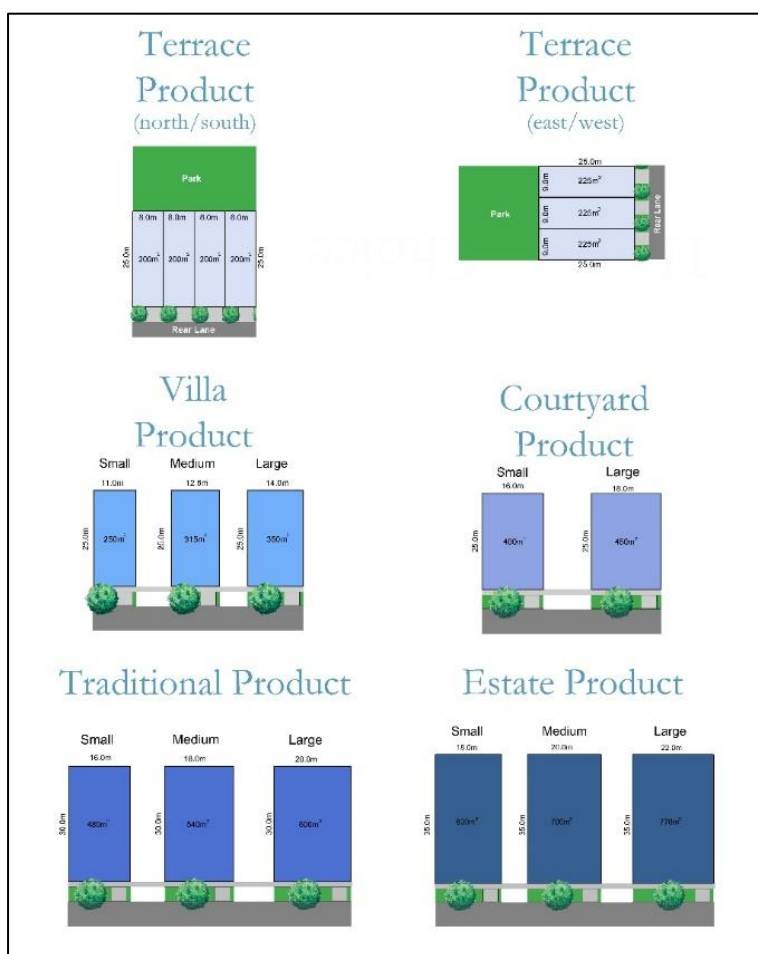 Terrace
Product
(north/south)
Park
8.0m 8.0m 8.0m 8.0m
25.0m 200m² 200m² 200m² 200m² 25.0m
Rear Lane
Terrace
Product
(east/west)
25.0m
Park
9.0m 225m²
9.0m 225m²
9.0m 225m²
25.0m
Rear Lane
Villa
Product
Small Medium Large
11.0m 12.6m 14.0m
25.0m 250m² 25.0m 315m² 25.0m 350m²
Courtyard
Product
Small Large
16.0m 18.0m
25.0m 400m² 25.0m 450m²
Traditional Product
Small Medium Large
16.0m 18.0m 20.0m
30.0m 480m² 30.0m 540m² 30.0m 600m²
Estate Product
Small Medium Large
18.0m 20.0m 22.0m
35.0m 630m² 35.0m 700m² 35.0m 770m²